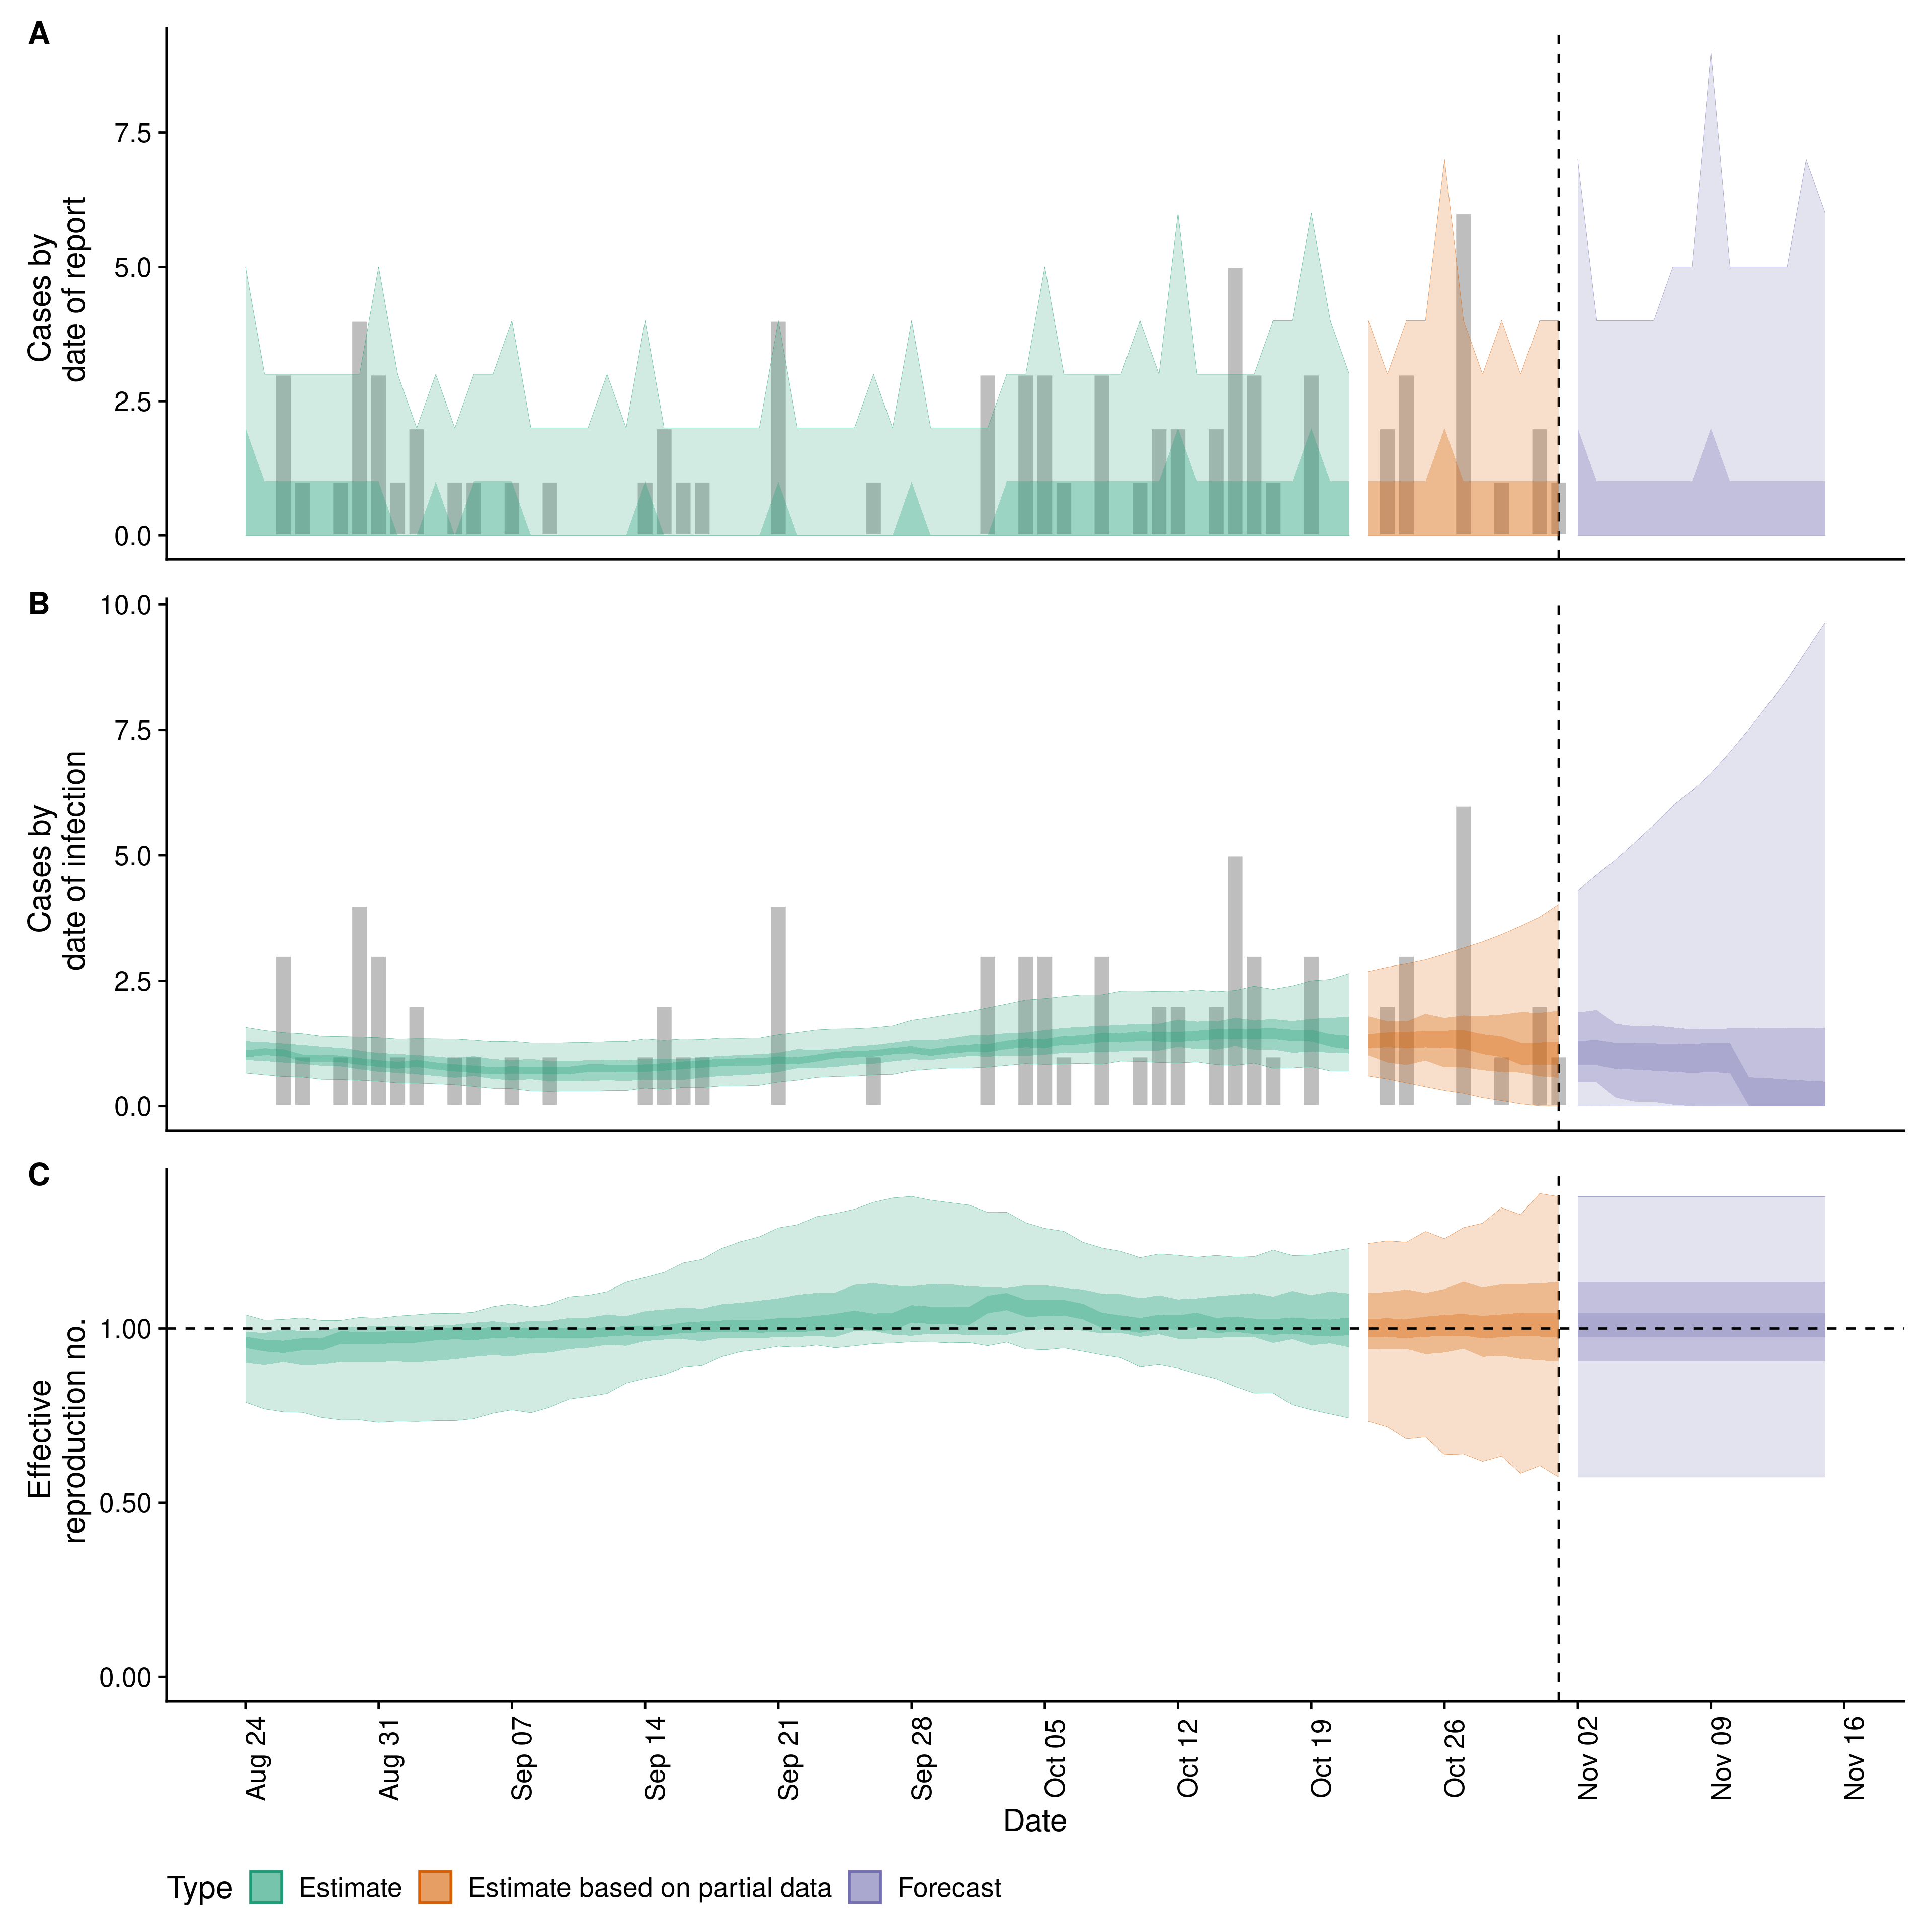 A
Cases by
date of report
7.5
5.0
2.5
0.0
B
Cases by
date of infection
10.0
7.5
5.0
2.5
0.0
C
Effective
reproduction no.
1.00
0.50
0.00
Aug 24
Aug 31
Sep 07
Sep 14
Sep 21
Sep 28
Oct 05
Oct 12
Oct 19
Oct 26
Nov 02
Nov 09
Nov 16
Date
Type Estimate Estimate based on partial data Forecast